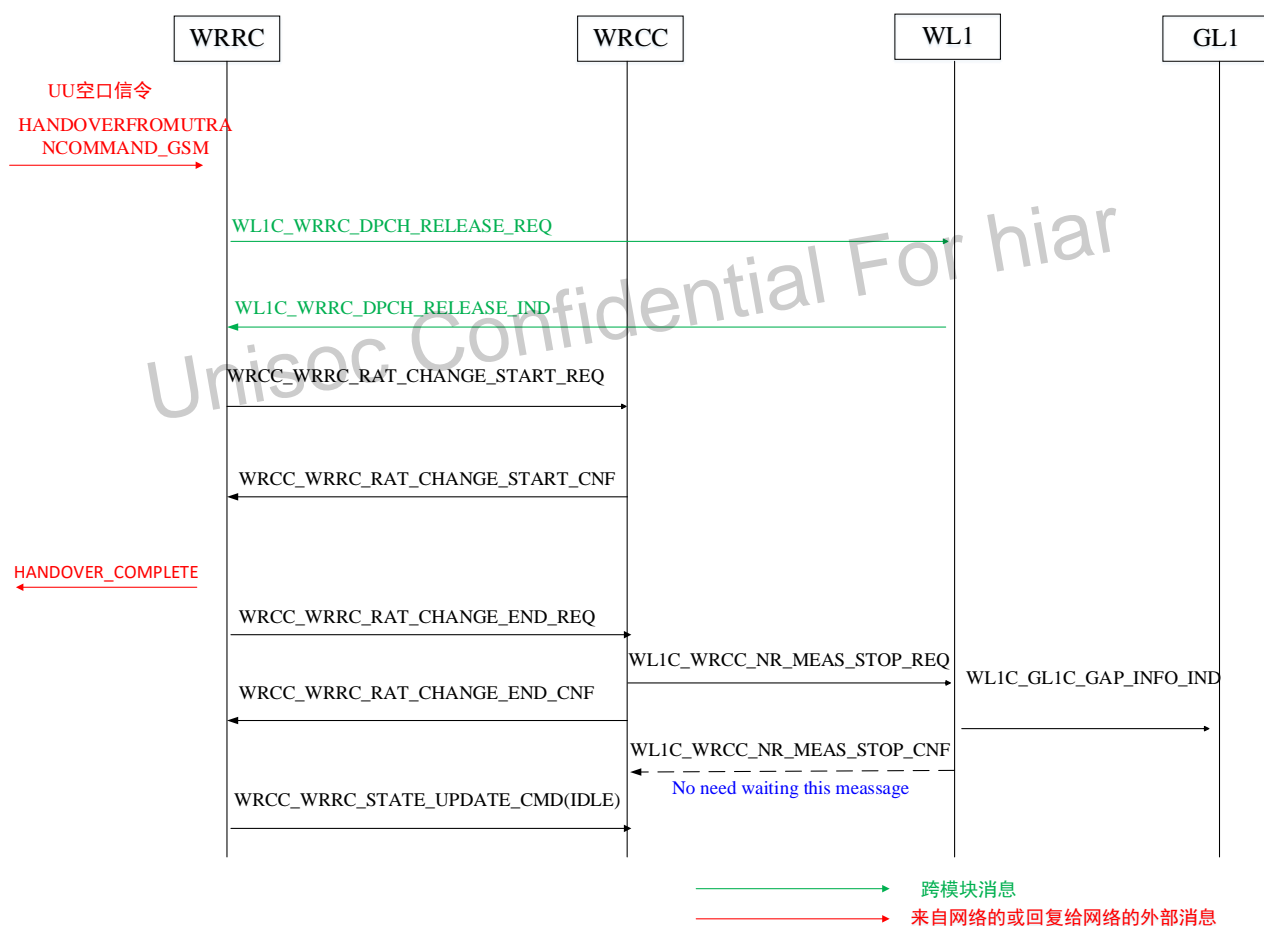 WRRC
WRCC
WL1
GL1
UU空口信令
HANDOVERFROMUTRA
NCOMMAND_GSM
WL1C_WRRC_DPCH_RELEASE_REQ
WL1C_WRRC_DPCH_RELEASE_IND
Unisoc Confidential For hiar
WRCC_WRRC_RAT_CHANGE_START_REQ
WRCC_WRRC_RAT_CHANGE_START_CNF
HANDOVER_COMPLETE
WRCC_WRRC_RAT_CHANGE_END_REQ
WL1C_WRCC_NR_MEAS_STOP_REQ
WL1C_GL1C_GAP_INFO_IND
WRCC_WRRC_RAT_CHANGE_END_CNF
WL1C_WRCC_NR_MEAS_STOP_CNF
No need waiting this meassage
WRCC_WRRC_STATE_UPDATE_CMD(IDLE)
跨模块消息
来自网络的或回复给网络的外部消息